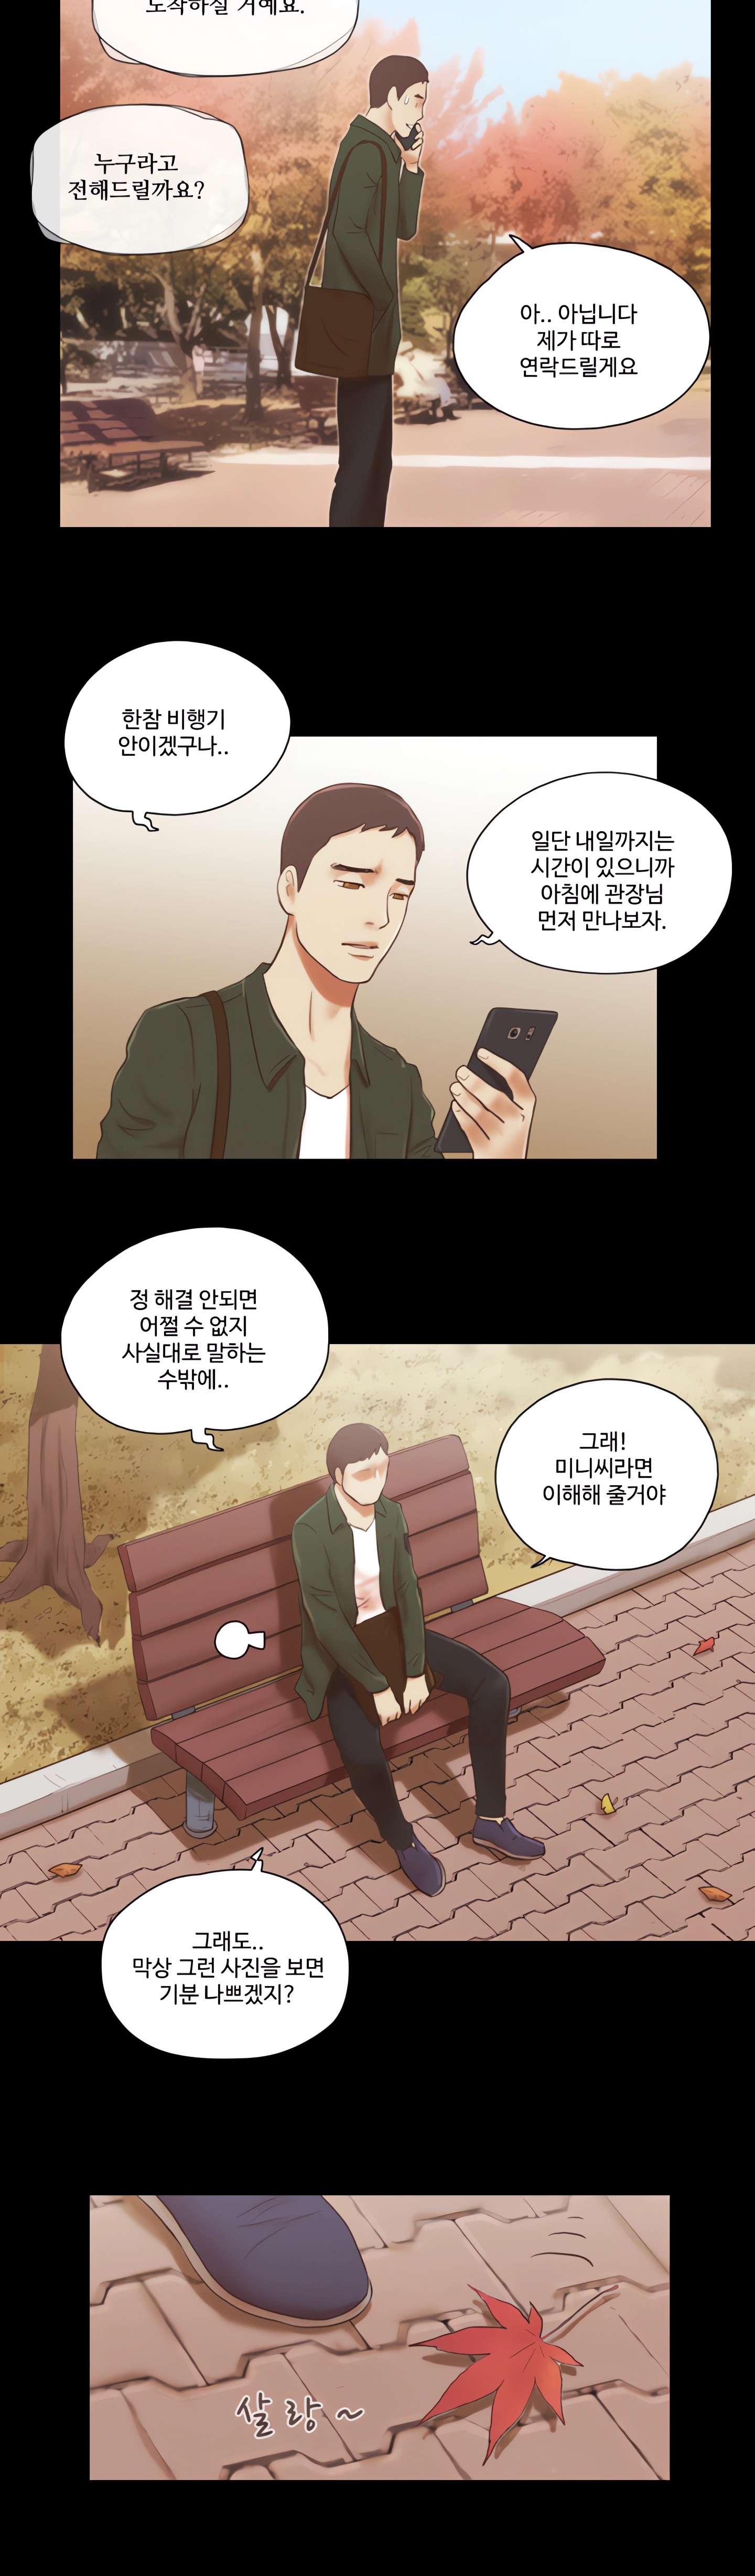 도착하실 거예요.
누구라고
전해드릴까요?
아.. 아닙니다
제가 따로
연락드릴게요
한참 비행기
안이겠구나..
일단 내일까지는
시간이 있으니까
아침에 관장님
먼저 만나보자.
정 해결 안되면
어쩔 수 없지
사실대로 말하는
수밖에..
그래!
미니씨라면
이해해 줄거야
그래도..
막상 그런 사진을 보면
기분 나쁘겠지?
살랑~